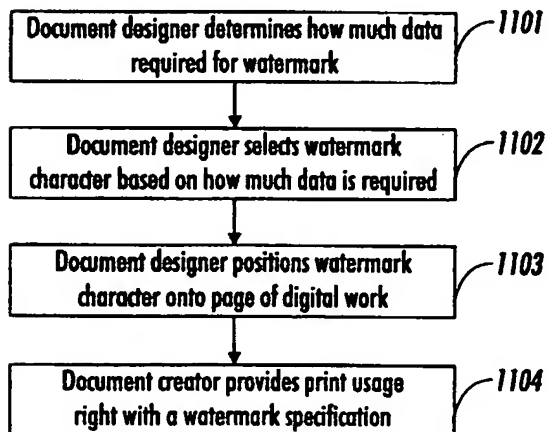 Document designer determines how much data
required for watermark
1101
Document designer selects watermark
character based on how much data is required
1102
Document designer positions watermark
character onto page of digital work
1103
Document creator provides print usage
right with a watermark specification
1104